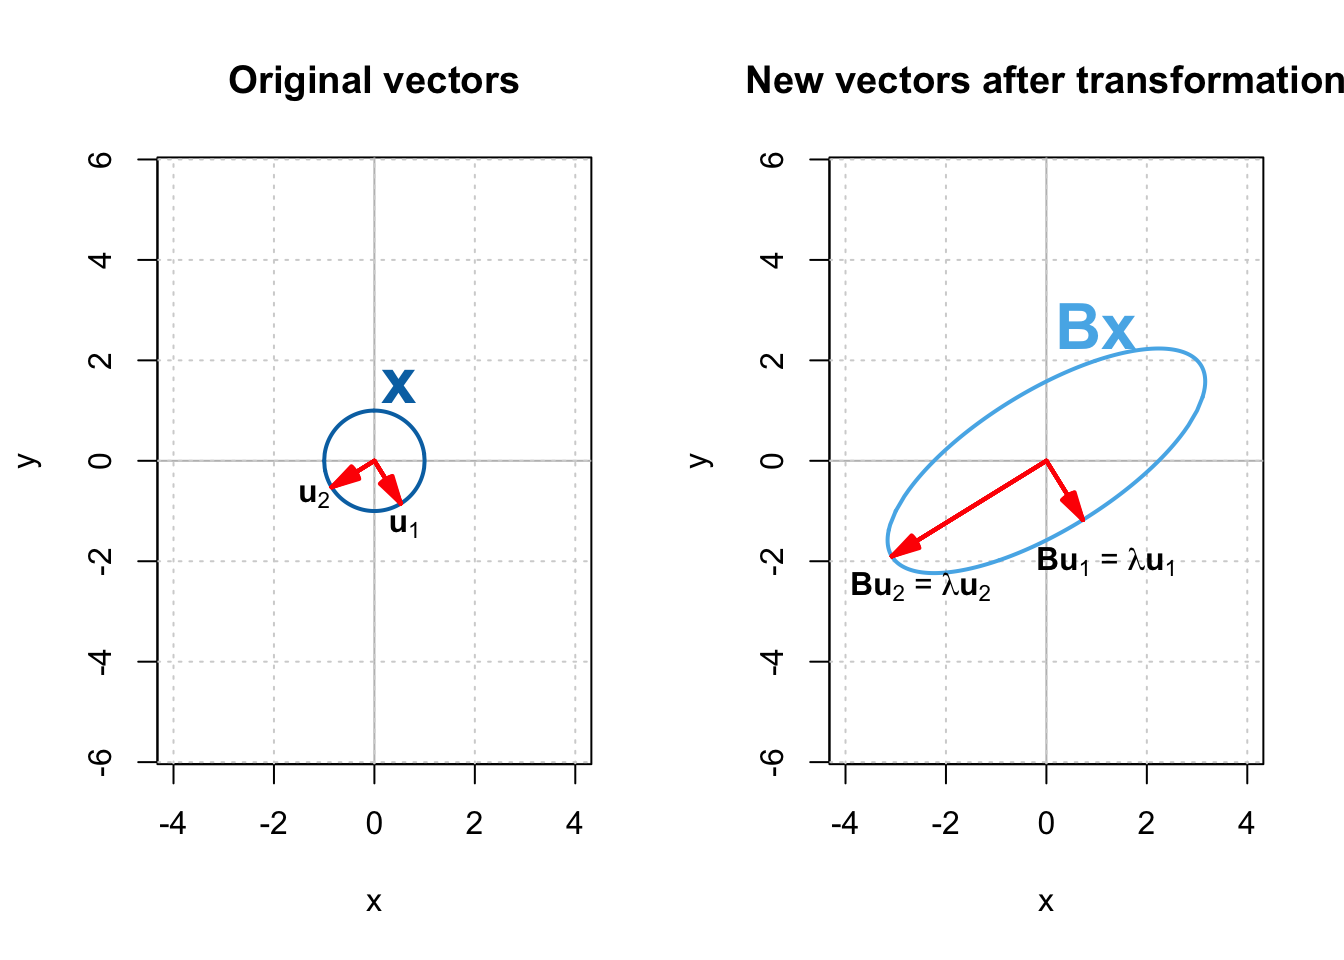 Original vectors
6
4
2
0
-2
-4
-6
y
x
u2
u1
-4 -2 0 2 4
x
New vectors after transformation
6
4
2
0
-2
-4
-6
y
Bx
Bu1 = λu1
Bu2 = λu2
-4 -2 0 2 4
x